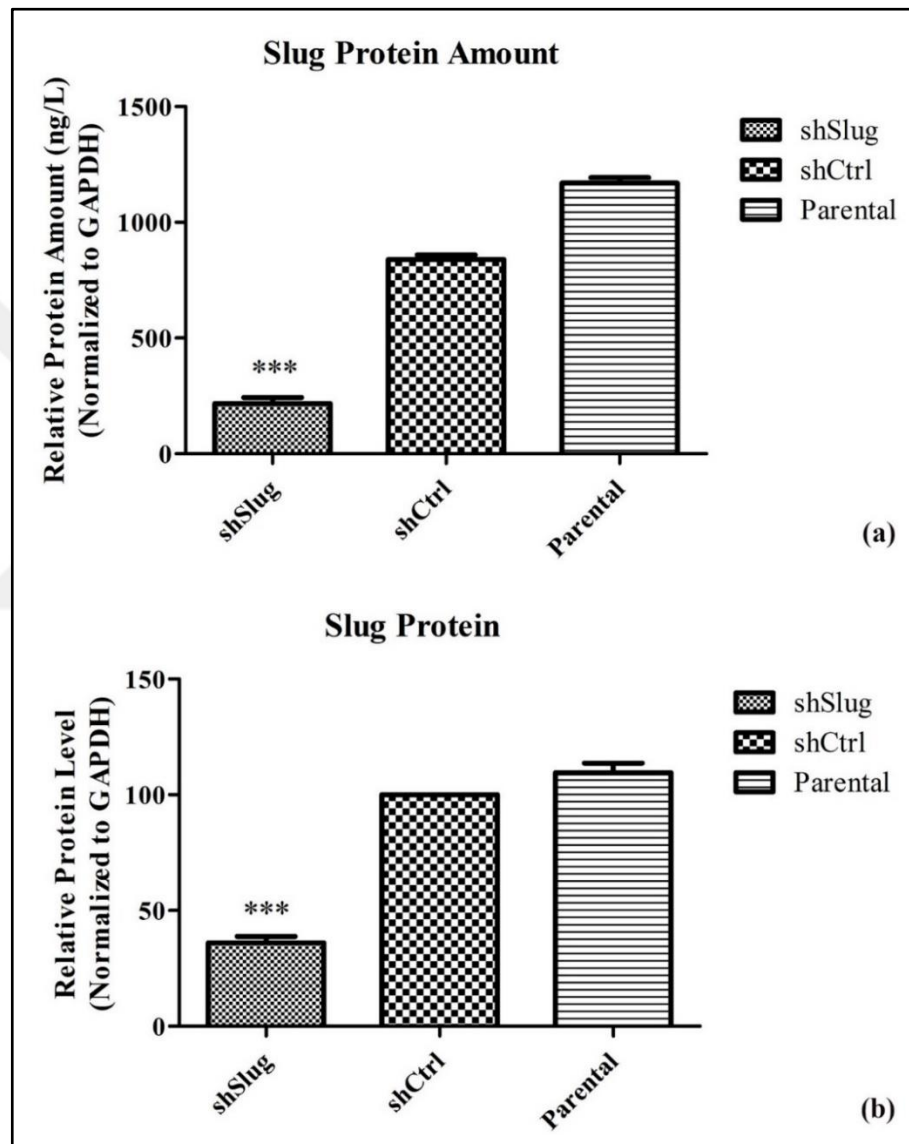 Slug Protein Amount
Relative Protein Amount (ng/L)
(Normalized to GAPDH)
1500
1000
500
0
***
shSlug
shCtrl
Parental
shSlug
shCtrl
Parental
(a)
Slug Protein
Relative Protein Level
(Normalized to GAPDH)
150
100
50
0
***
shSlug
shCtrl
Parental
shSlug
shCtrl
Parental
(b)